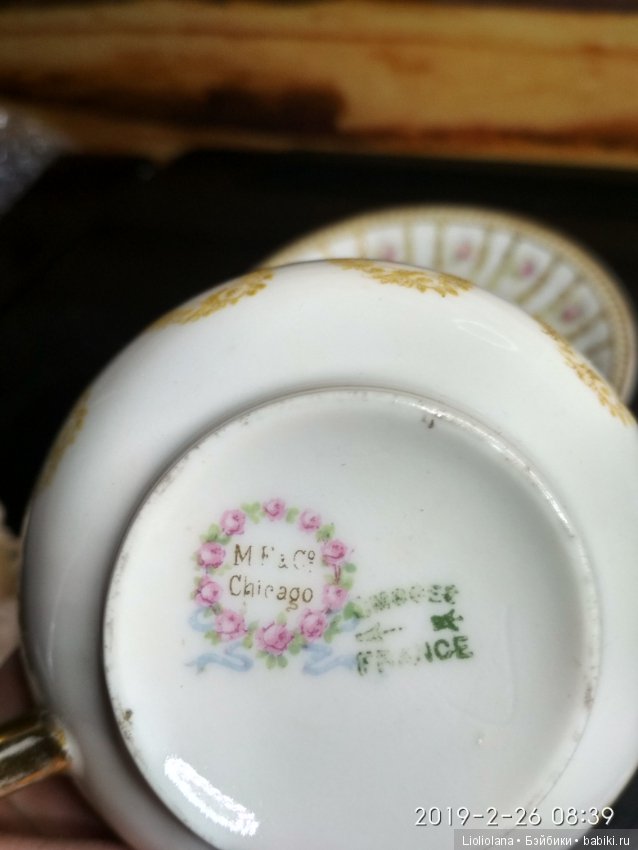 M.F. & Co
Chicago
FRANCE
2019-2-26 08:39
Lioliolana • Бэйбики • babiki.ru